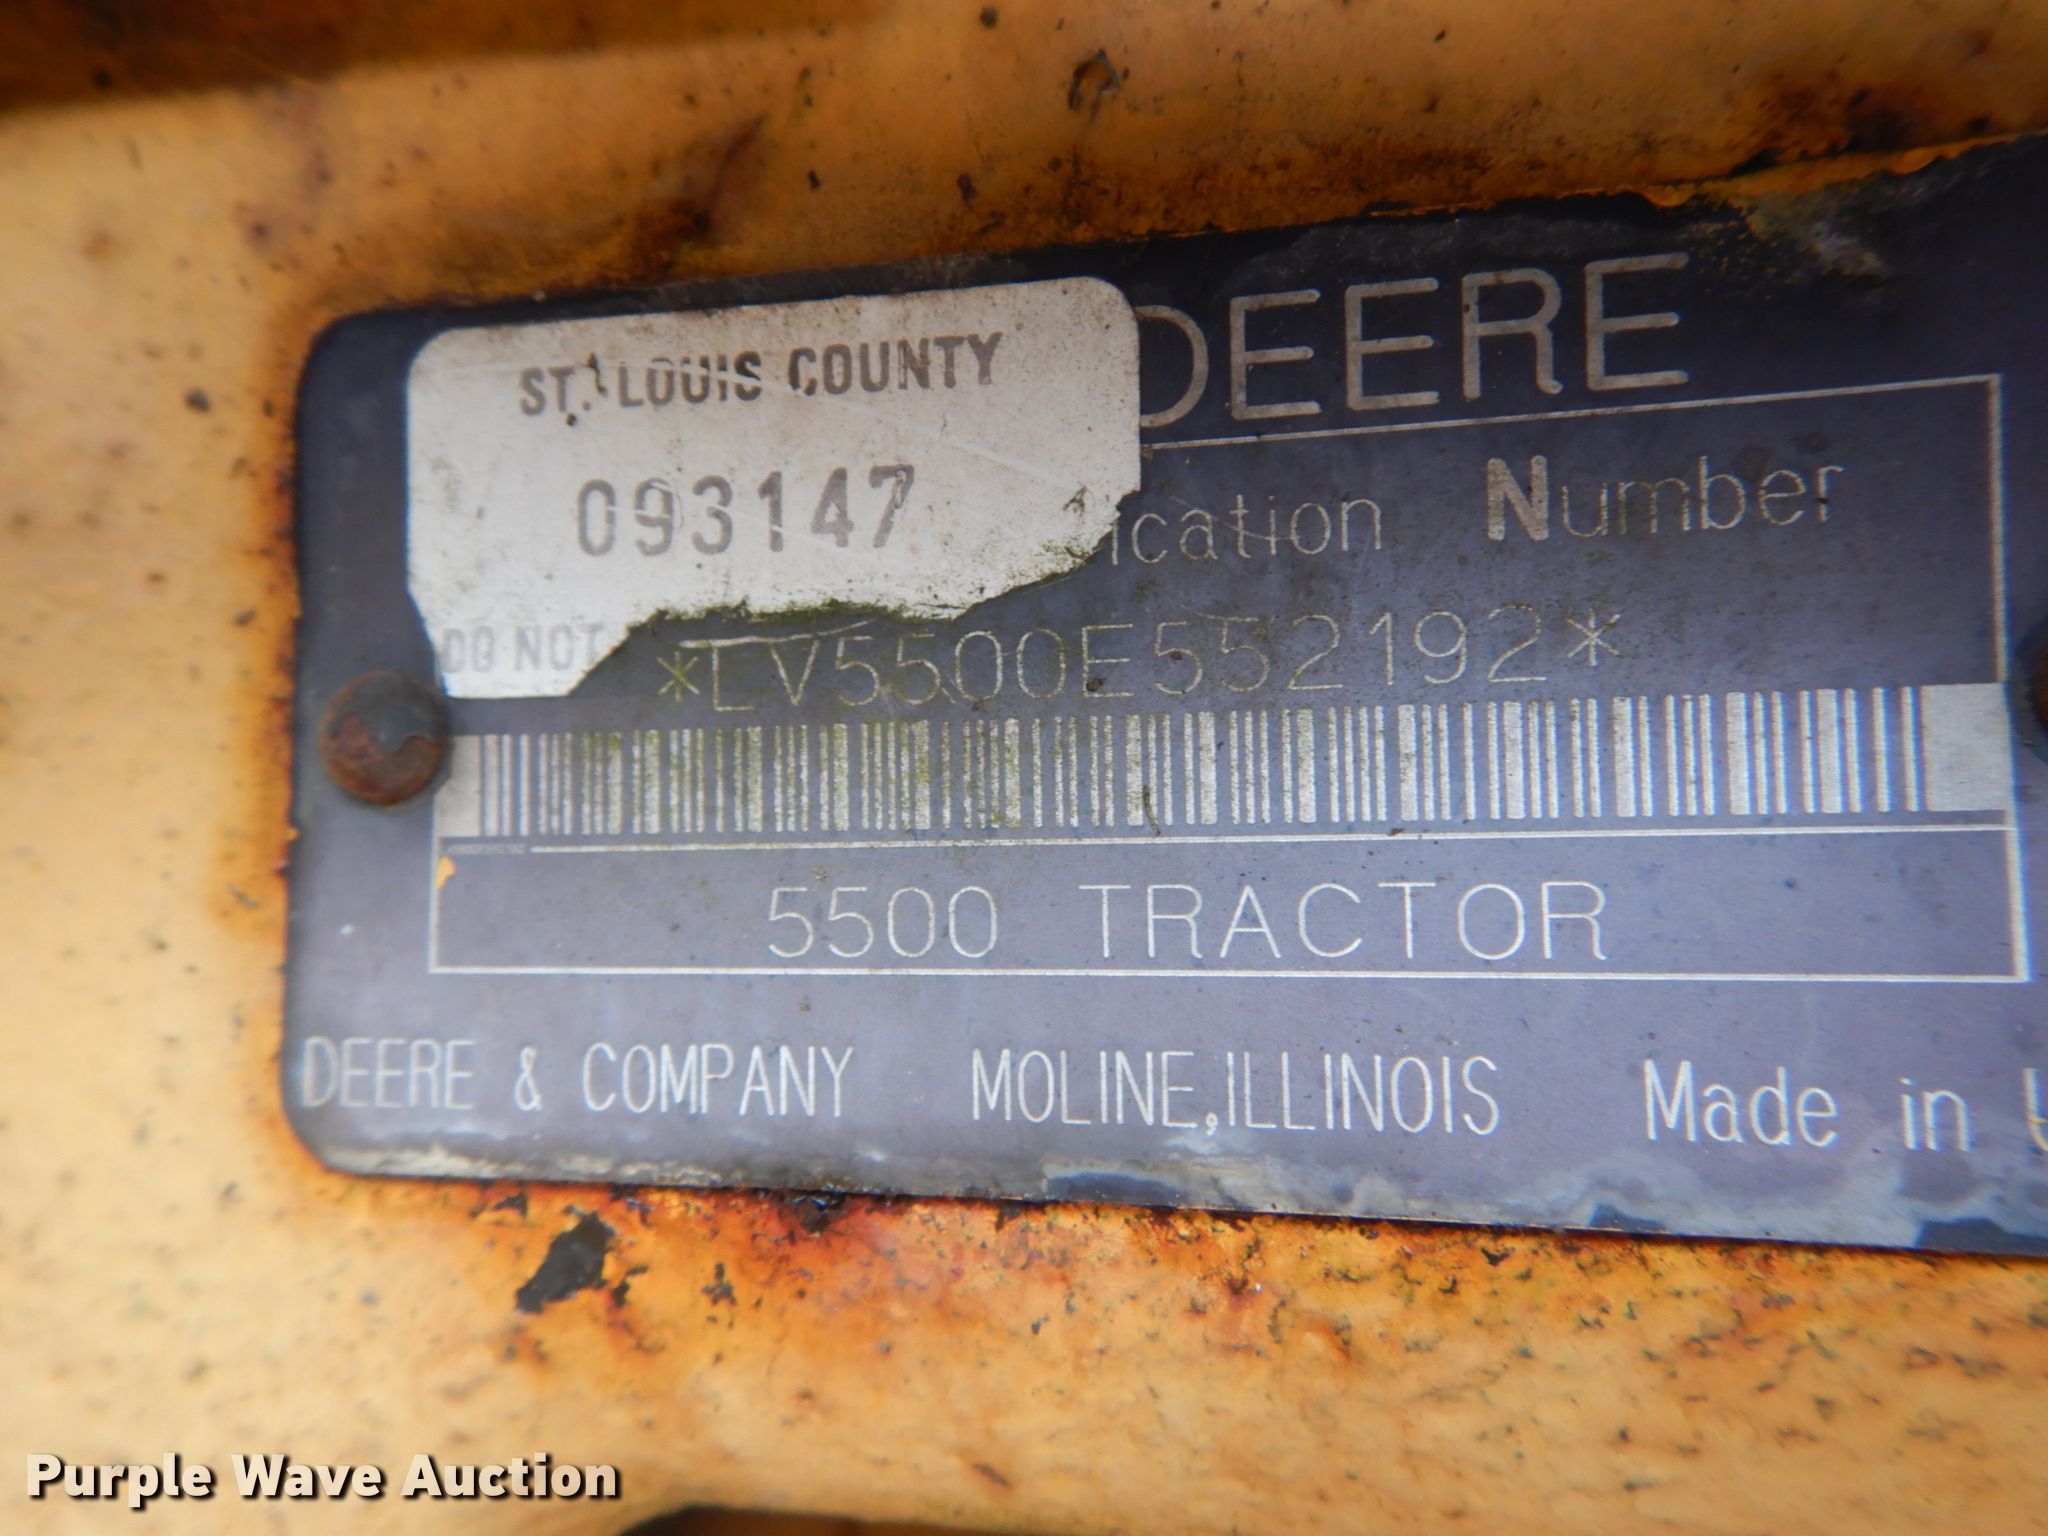 ST. LOUIS COUNTY
093147
DO NOT
DEERE
ication Number
*LV5500E552192*
5500 TRACTOR
DEERE & COMPANY MOLINE, ILLINOIS Made in
Purple Wave Auction